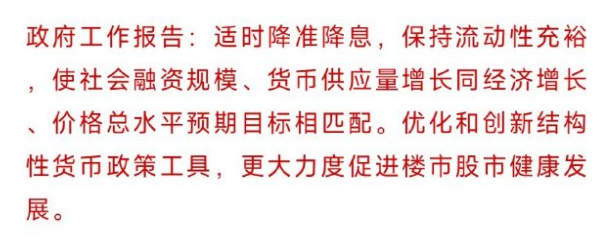 政府工作报告：适时降准降息，保持流动性充裕
，使社会融资规模、货币供应量增长同经济增长
、价格总水平预期目标相匹配。优化和创新结构
性货币政策工具，更大力度促进楼市股市健康发
展。